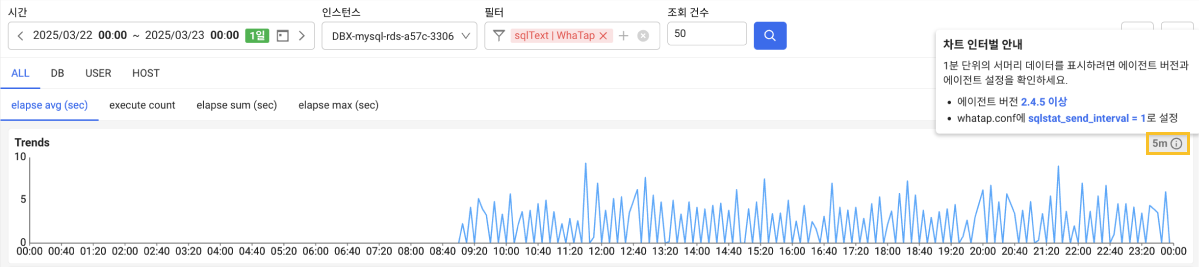 시간
인스턴스
필터
조회 건수
2025/03/22 00:00 ~ 2025/03/23 00:00 1일
DBX-mysql-rds-a57c-3306
sqlText | WhaTap
50
차트 인터벌 안내
1분 단위의 서머리 데이터를 표시하려면 에이전트 버전과
에이전트 설정을 확인하세요.
• 에이전트 버전 2.4.5 이상
• whatap.conf에 sqlstat_send_interval = 1로 설정
ALL DB USER HOST
elapse avg (sec) execute count elapse sum (sec) elapse max (sec)
Trends
5m
10
5
0
00:00 00:40 01:20 02:00 02:40 03:20 04:00 04:40 05:20 06:00 06:40 07:20 08:00 08:40 09:20 10:00 10:40 11:20 12:00 12:40 13:20 14:00 14:40 15:20 16:00 16:40 17:20 18:00 18:40 19:20 20:00 20:40 21:20 22:00 22:40 23:20 00:00